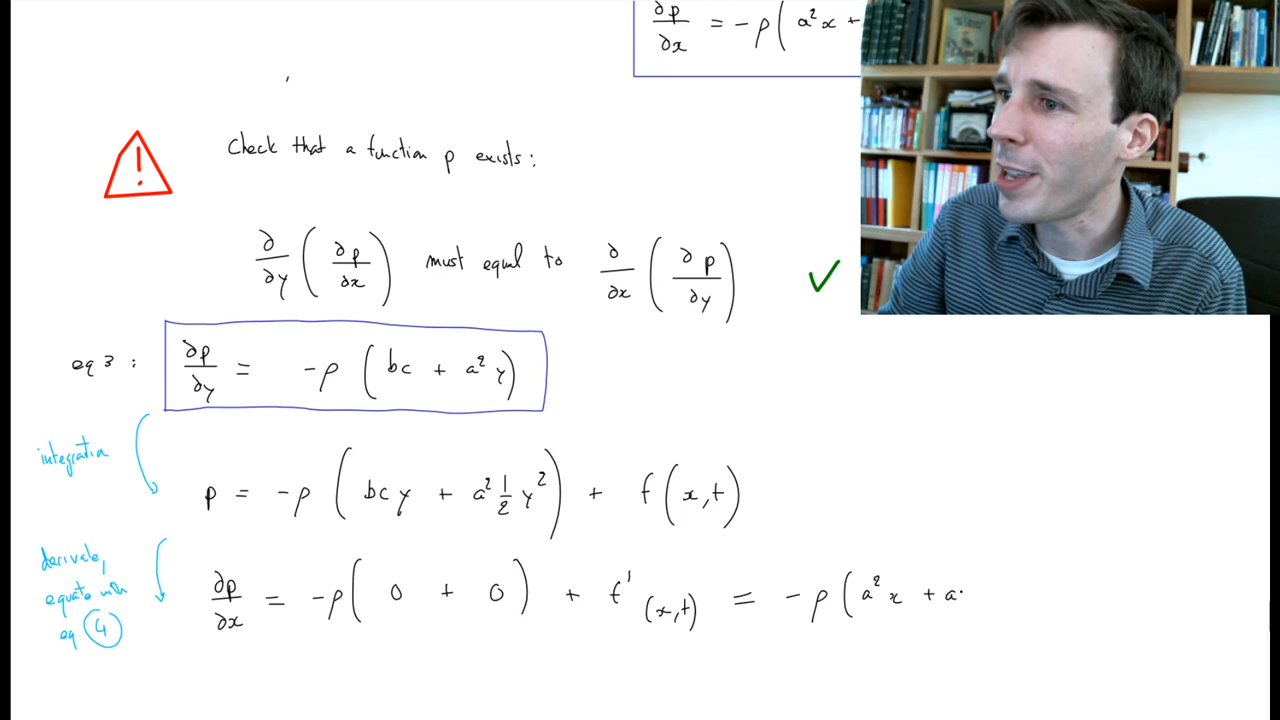 ∂p/∂x = -ρ ( a² x +
!
Check that a function p exists :
∂/∂y ( ∂p/∂x ) must equal to ∂/∂x ( ∂p/∂y ) ✓
eq 3 : ∂p/∂y = -ρ ( bc + a² y )
integration
p = -ρ ( bc y + a² 1/2 y² ) + f ( x, t )
derivate,
equate with
eq 4
∂p/∂x = -ρ ( 0 + 0 ) + f' (x, t) = -ρ ( a² x + a